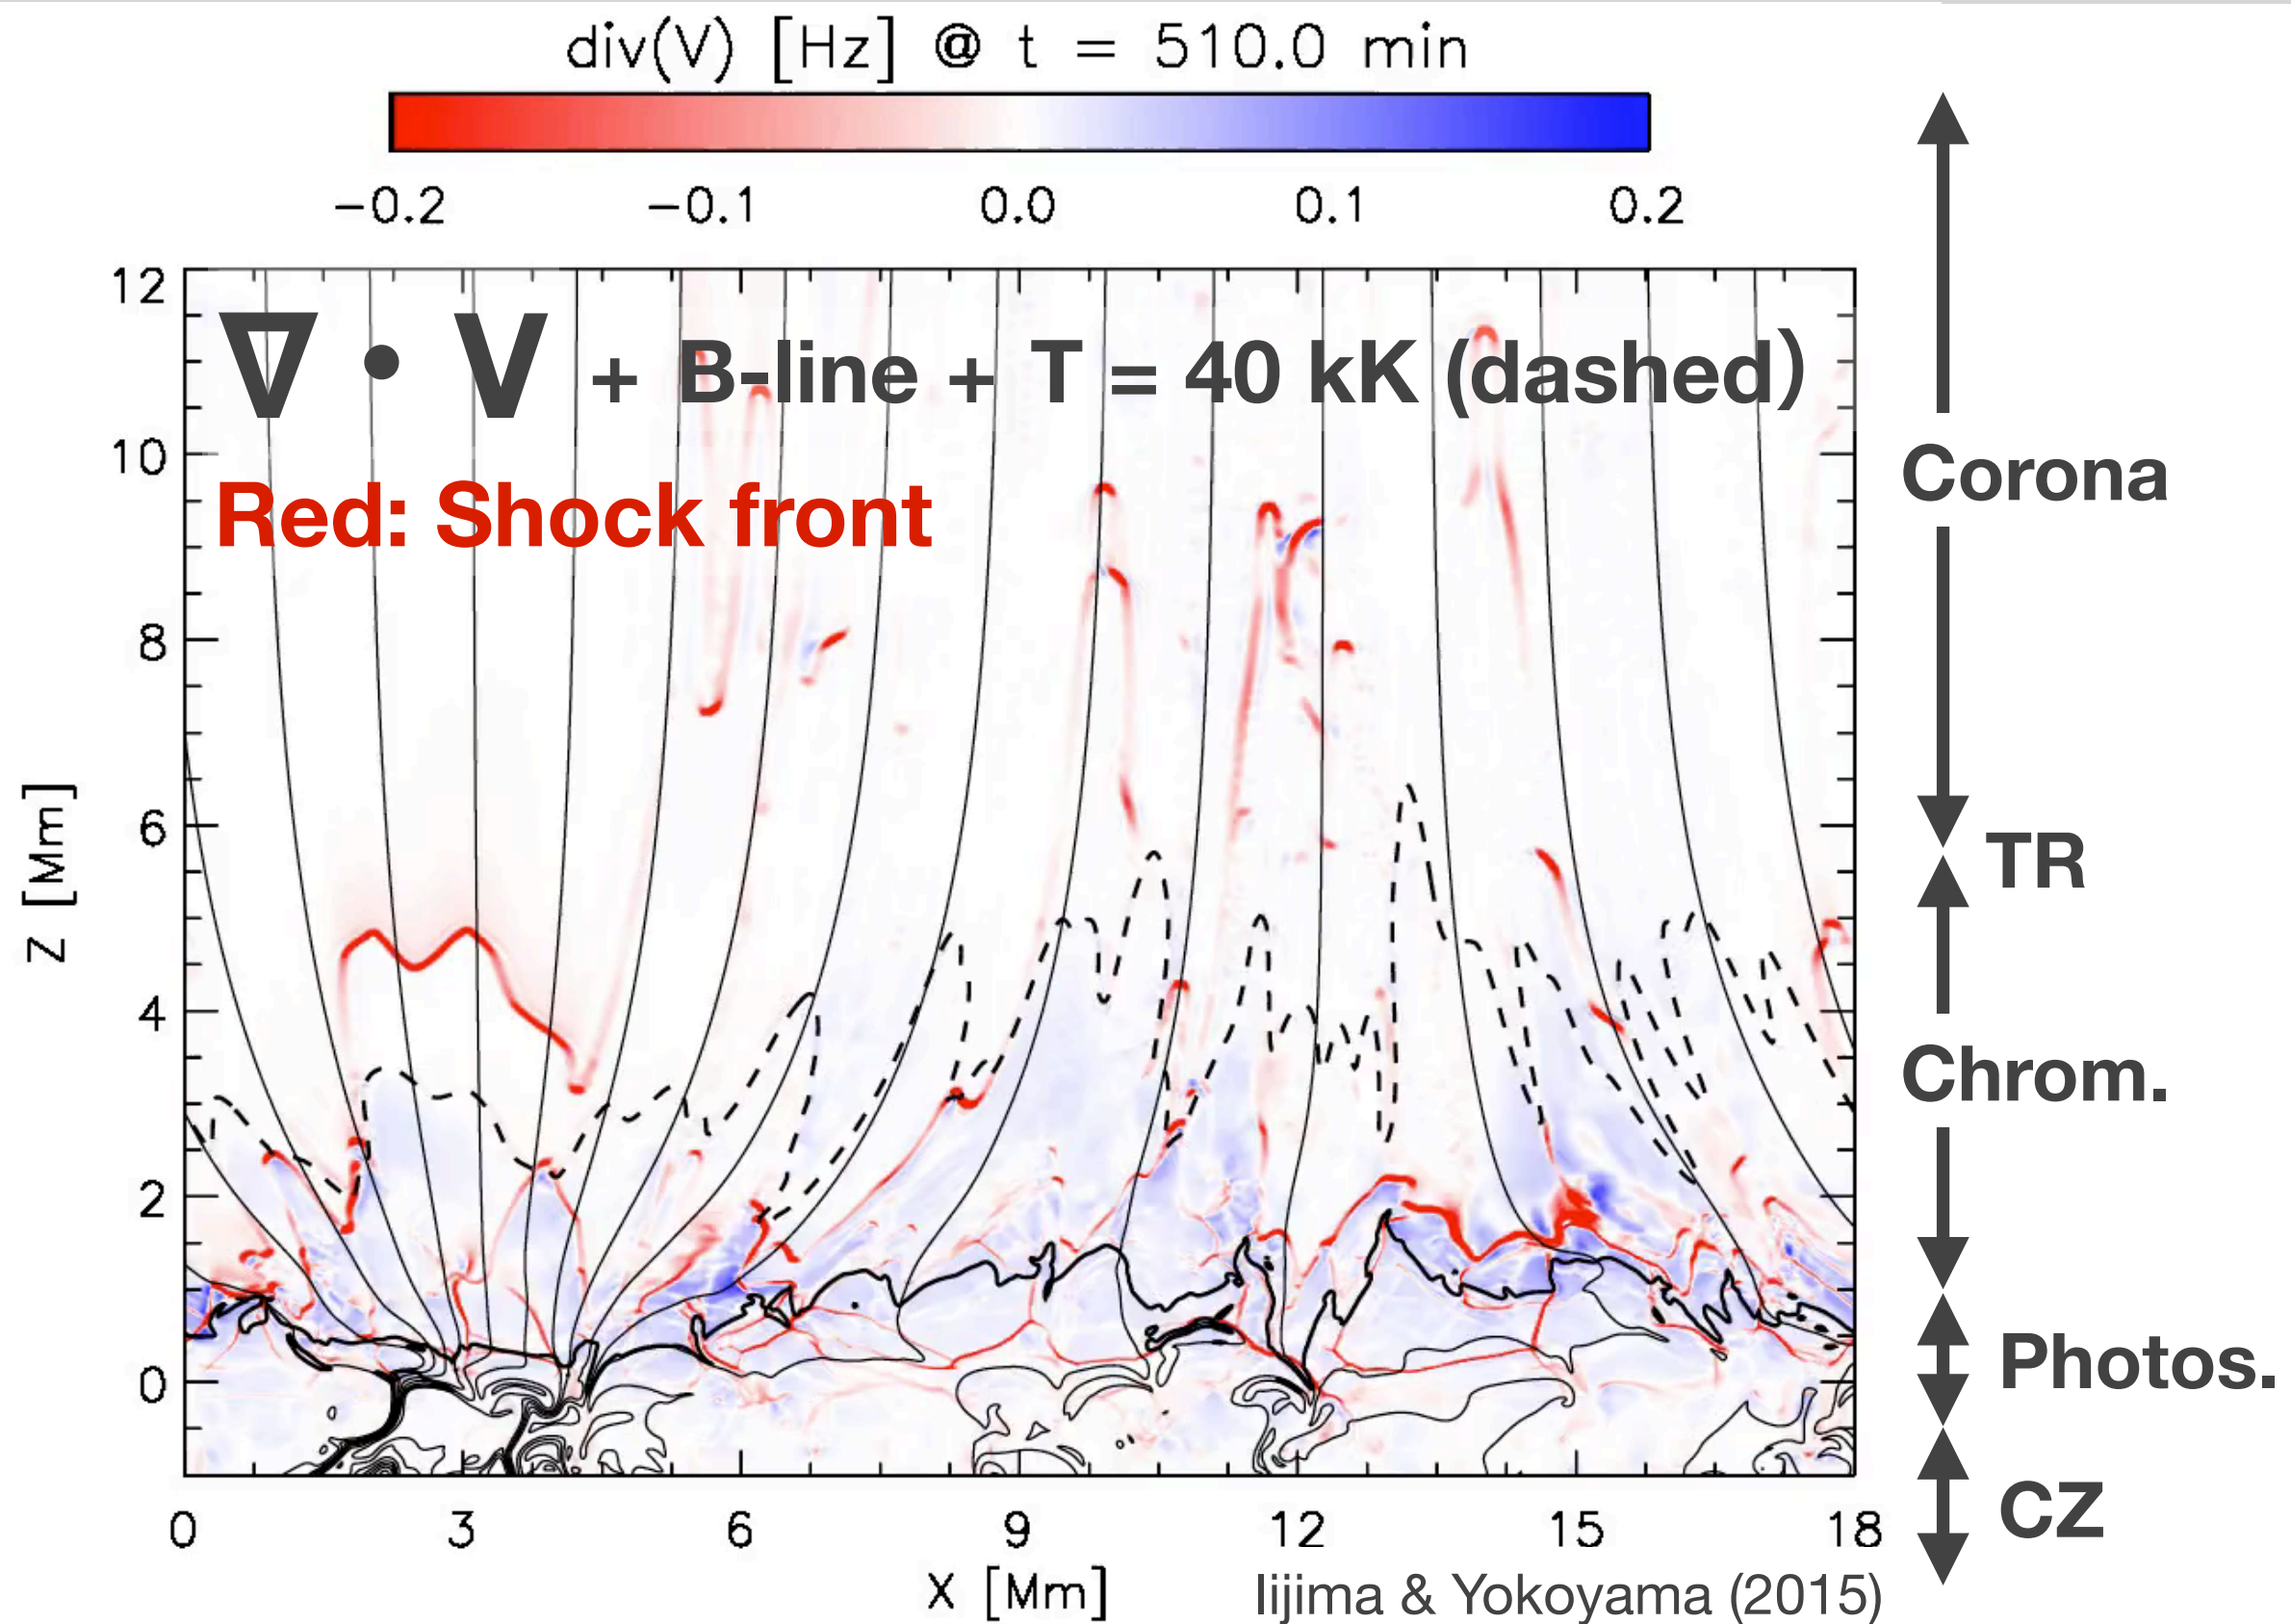 div(V) [Hz] @ t = 510.0 min
−0.2 −0.1 0.0 0.1 0.2
∇ • V + B-line + T = 40 kK (dashed)
Red: Shock front
12
10
8
6
4
2
0
Z [Mm]
0 3 6 9 12 15 18
X [Mm]
Iijima & Yokoyama (2015)
Corona
TR
Chrom.
Photos.
CZ